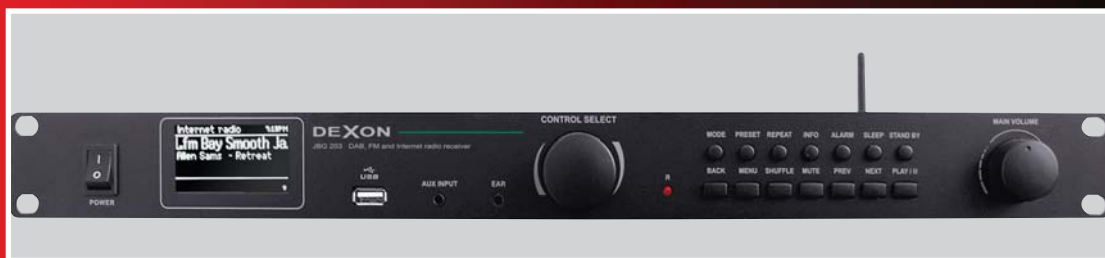 Internet radio
.fm Bay Smooth Ja
Allen Sams - Retreat
I
O
POWER
DEXON
JBG 203 DAB, FM and Internet radio receiver
USB
AUX INPUT
EAR
CONTROL SELECT
MODE PRESET REPEAT INFO ALARM SLEEP STAND BY
BACK MENU SHUFFLE MUTE PREV NEXT PLAY / II
MAIN VOLUME